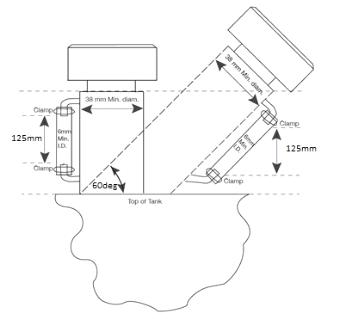 38 mm Min. diam.
38 mm Min. diam.
Clamp
125mm
6mm
Min.
I.D.
Clamp
Clamp
6mm
Min.
I.D.
125mm
Clamp
60deg
Top of Tank